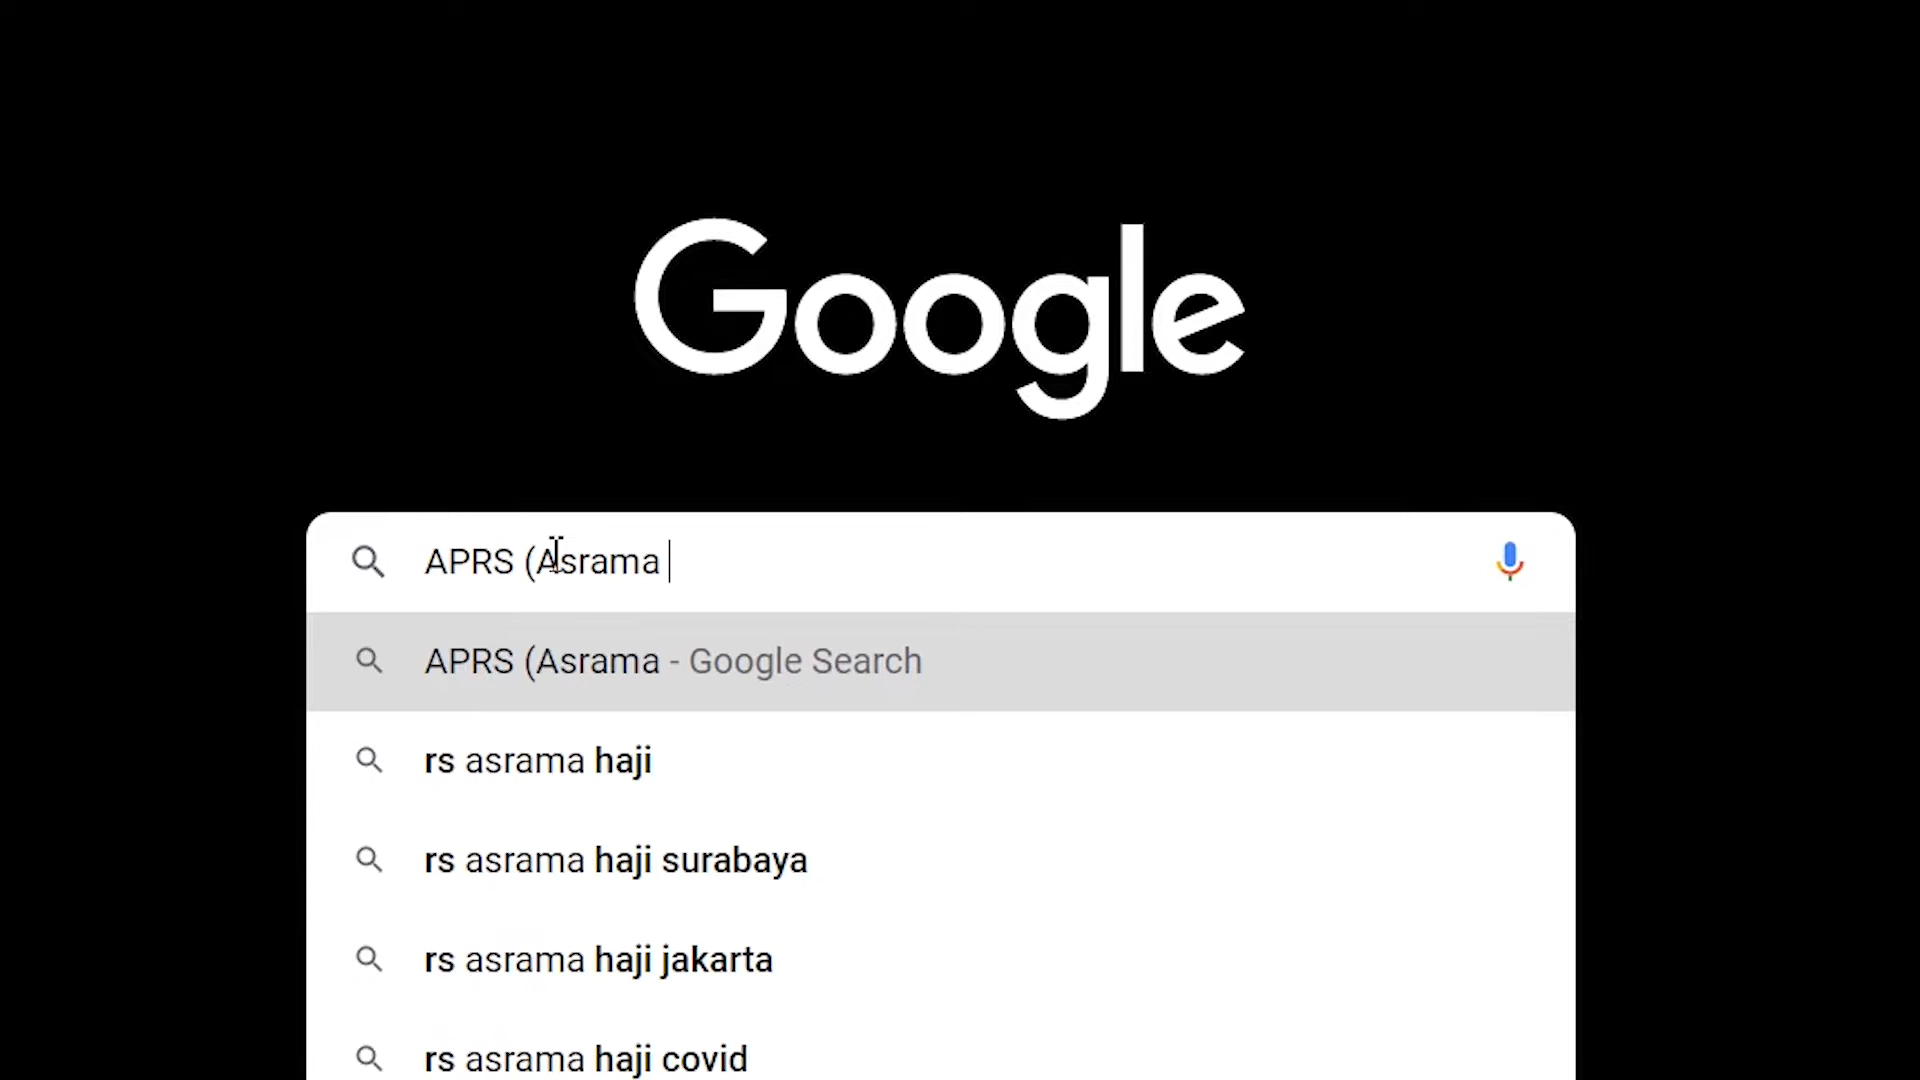 Google
APRS (Asrama
APRS (Asrama - Google Search
rs asrama haji
rs asrama haji surabaya
rs asrama haji jakarta
rs asrama haji covid